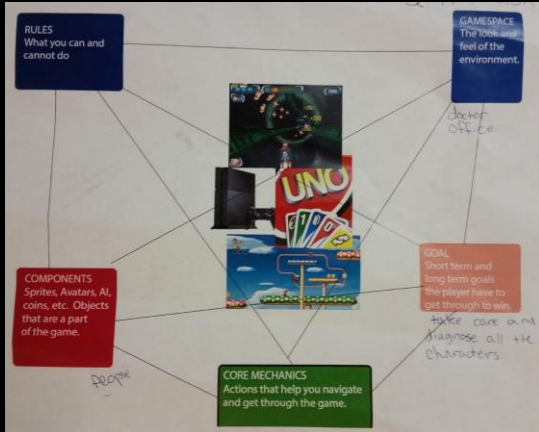 RULES
What you can and
cannot do
GAMESPACE
The look and
feel of the
environment.
doctor
office
UNO
COMPONENTS
Sprites, Avatars, AI,
coins, etc. Objects
that are a part
of the game.
people
GOAL
Short term and
long term goals
the player have to
get through to win.
take care and
diagnose all the
characters
CORE MECHANICS
Actions that help you navigate
and get through the game.